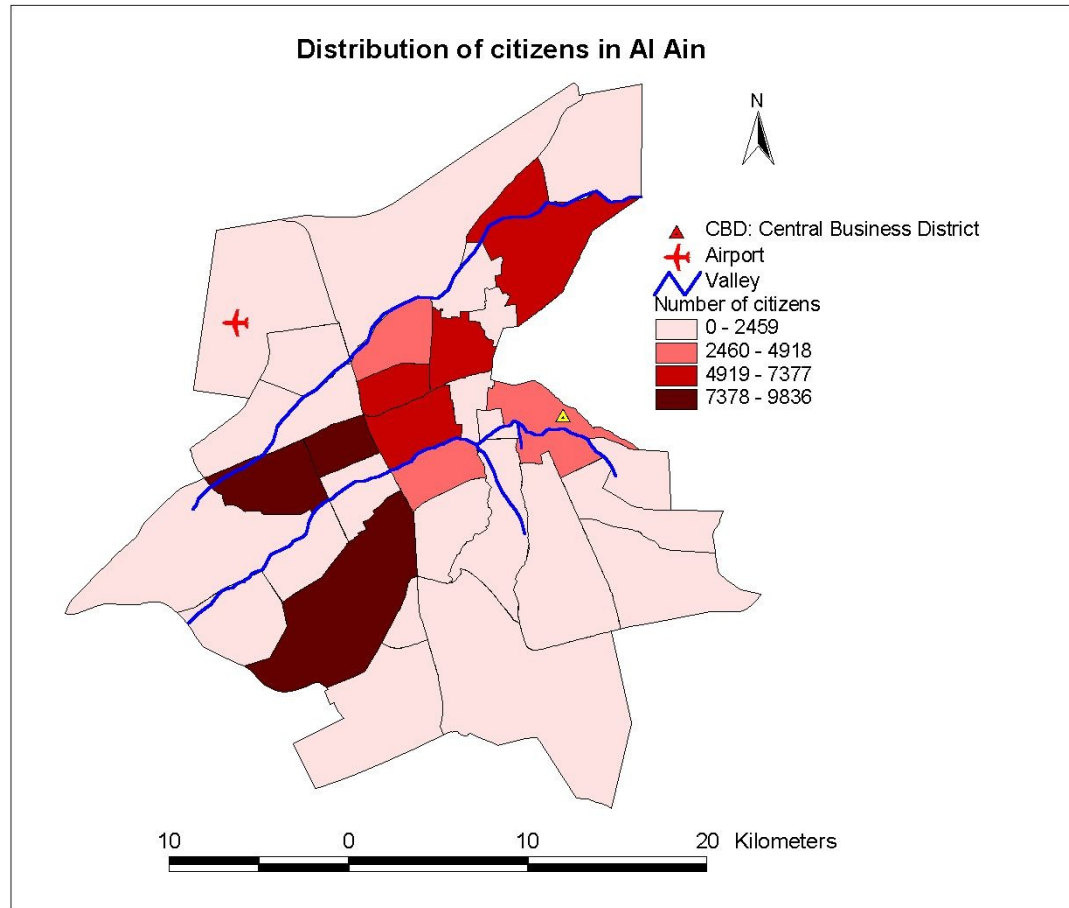 Distribution of citizens in Al Ain
N
CBD: Central Business District
Airport
Valley
Number of citizens
0 - 2459
2460 - 4918
4919 - 7377
7378 - 9836
10 0 10 20 Kilometers